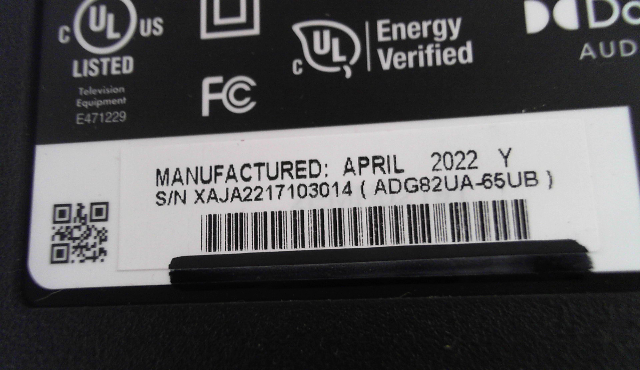 c UL US
LISTED
Television
Equipment
E471229
FC
c UL
Energy
Verified
AUD
MANUFACTURED: APRIL 2022 Y
S/N XAJA2217103014 ( ADG82UA-65UB )